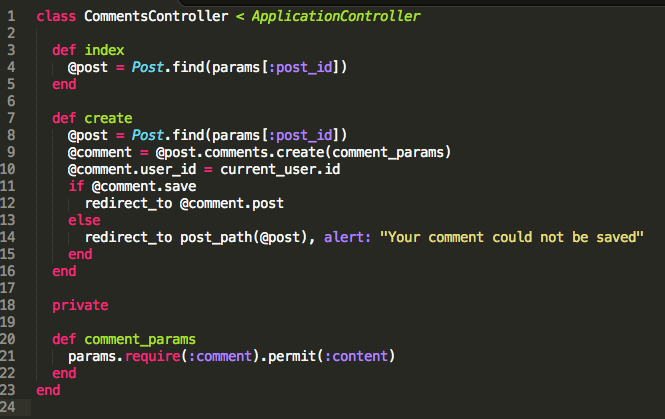 1 class CommentsController < ApplicationController
2
3   def index
4     @post = Post.find(params[:post_id])
5   end
6
7   def create
8     @post = Post.find(params[:post_id])
9     @comment = @post.comments.create(comment_params)
10     @comment.user_id = current_user.id
11     if @comment.save
12       redirect_to @comment.post
13     else
14       redirect_to post_path(@post), alert: "Your comment could not be saved"
15     end
16   end
17
18   private
19
20   def comment_params
21     params.require(:comment).permit(:content)
22   end
23 end
24